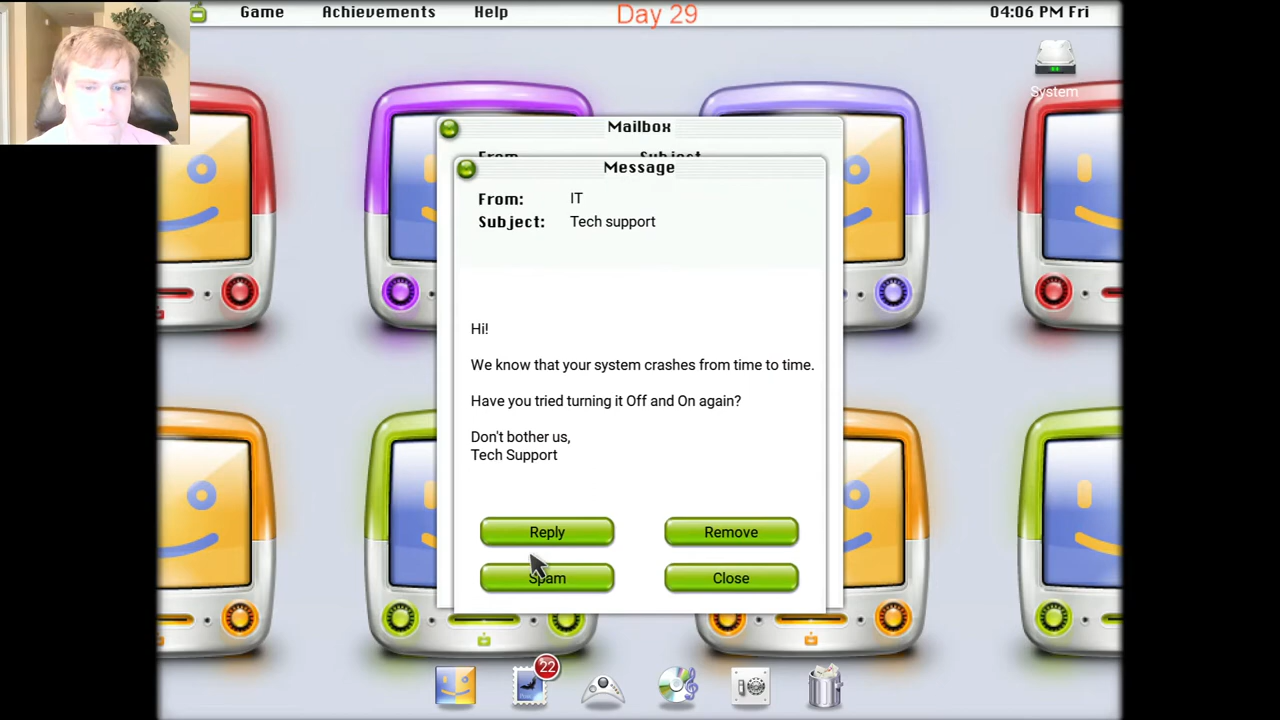 Game Achievements Help Day 29 04:06 PM Fri
System
Mailbox
From Subject
Message
From: IT
Subject: Tech support
Hi!
We know that your system crashes from time to time.
Have you tried turning it Off and On again?
Don't bother us,
Tech Support
Reply Remove
Spam Close
22